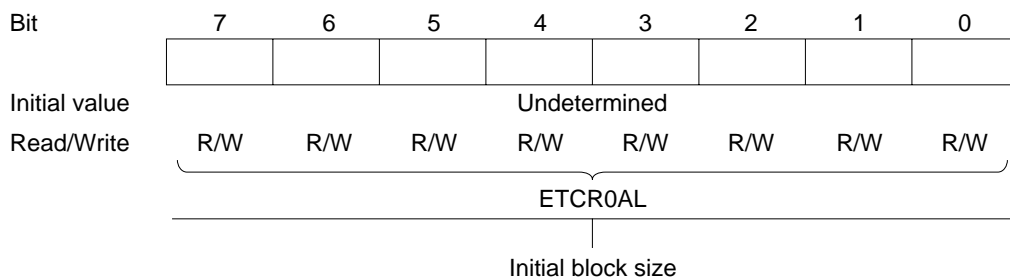 Bit 7 6 5 4 3 2 1 0
Initial value Undetermined
Read/Write R/W R/W R/W R/W R/W R/W R/W R/W
ETCR0AL
Initial block size